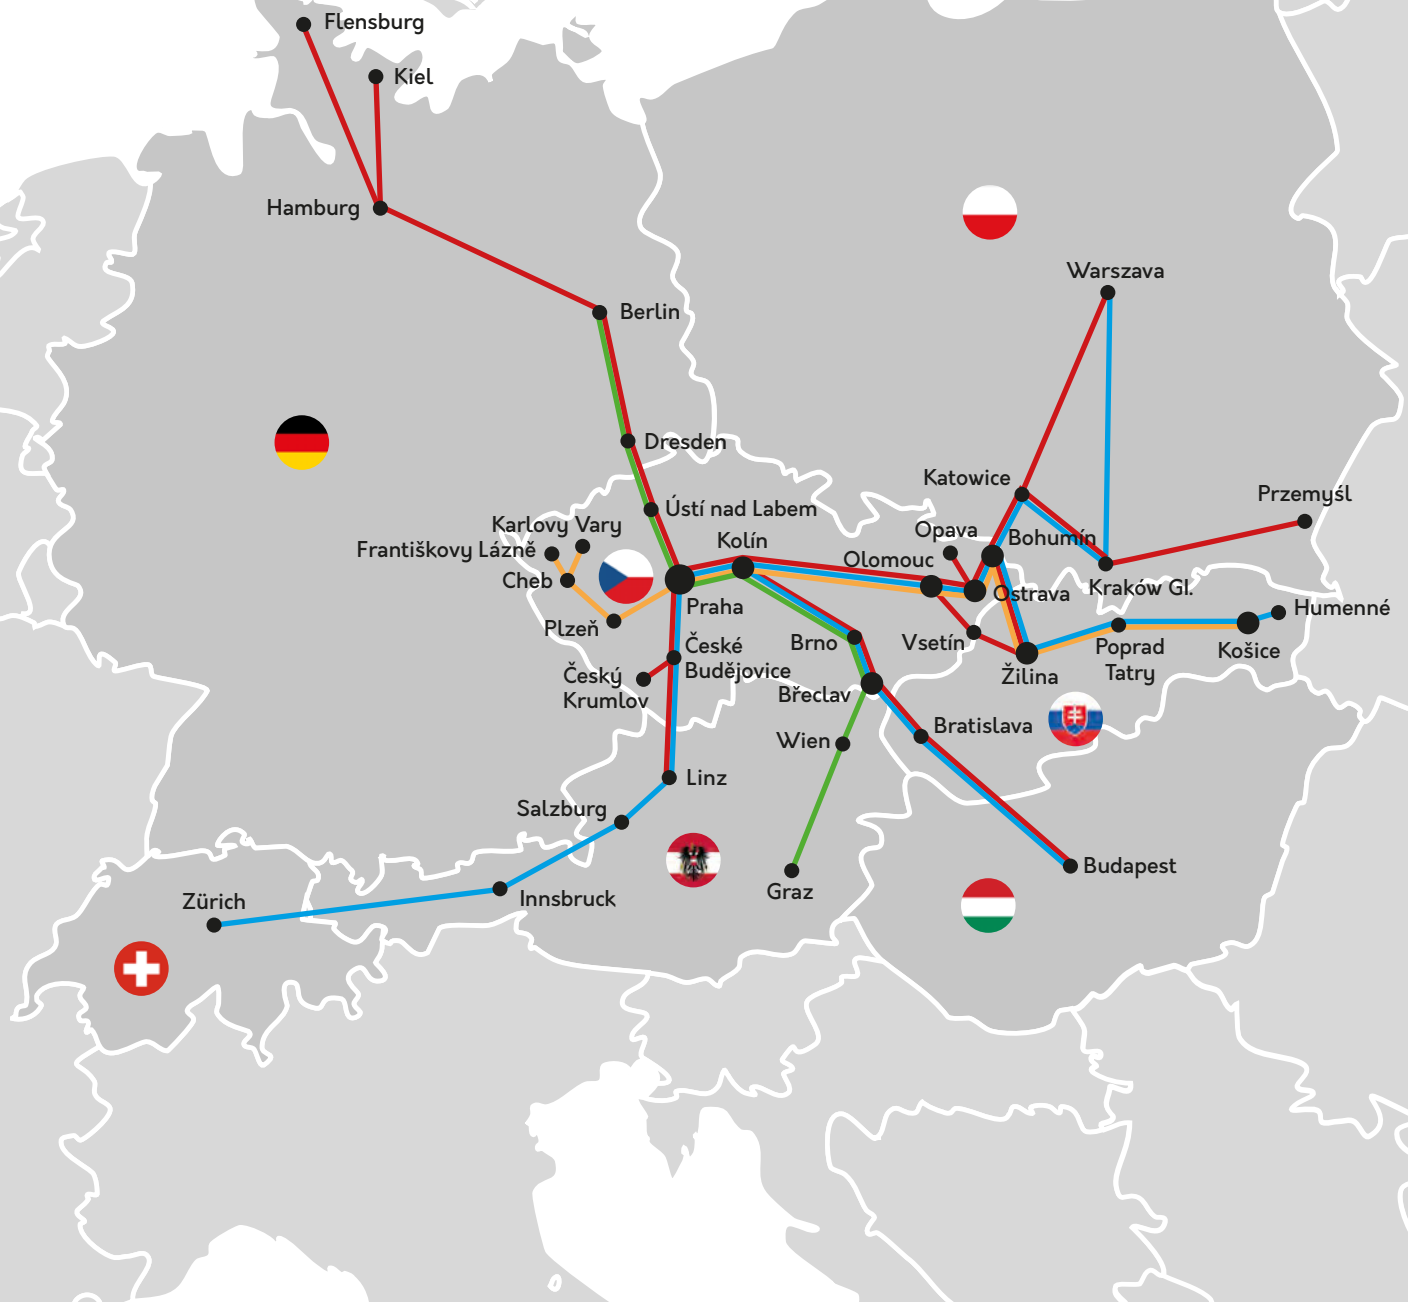 Flensburg
Kiel
Hamburg
Warszava
Berlin
Dresden
Katowice
Przemyśl
Ústí nad Labem
Karlovy Vary
Opava
Bohumín
Kolín
Františkovy Lázně
Olomouc
Cheb
Kraków Gl.
Ostrava
Praha
Humenné
Plzeň
Brno
Vsetín
České
Budějovice
Poprad
Tatry
Košice
Český
Krumlov
Žilina
Břeclav
Bratislava
Wien
Linz
Salzburg
Budapest
Graz
Innsbruck
Zürich